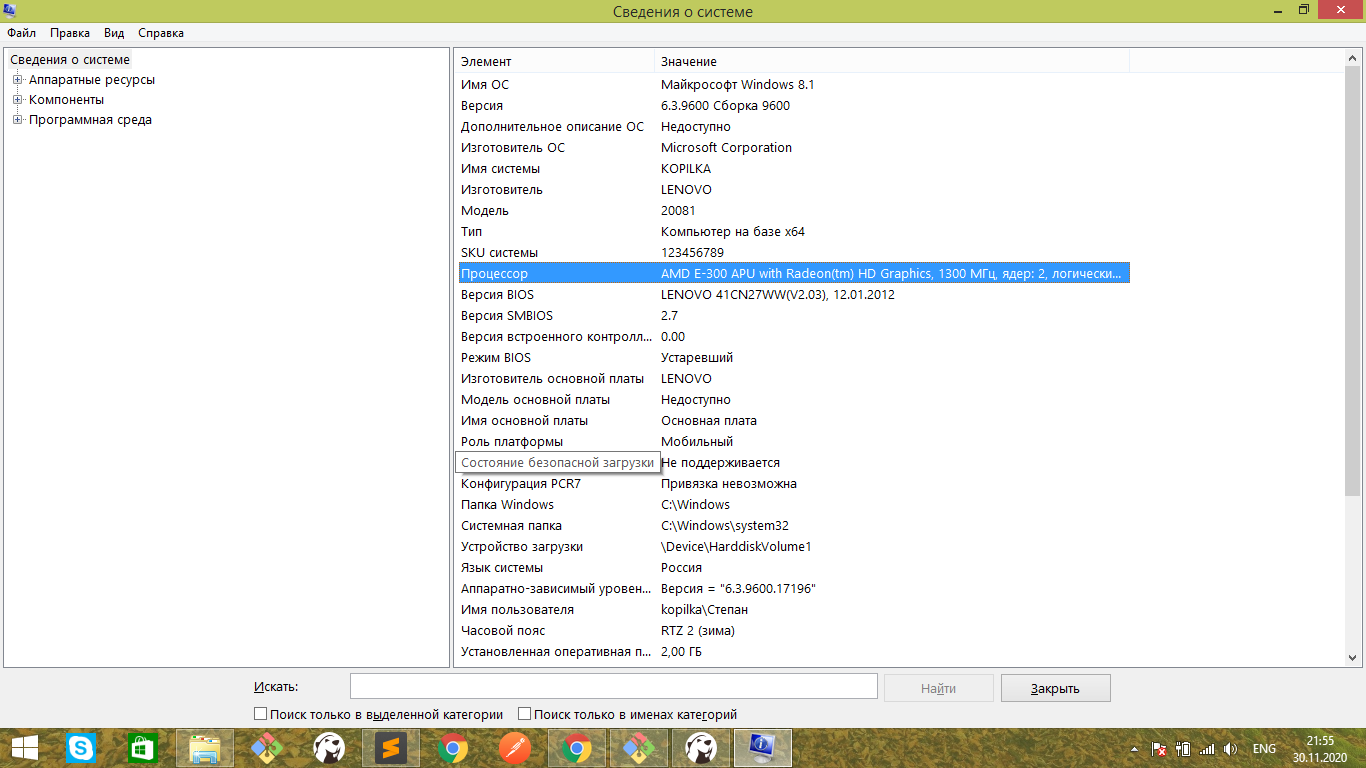 Сведения о системе
Файл Правка Вид Справка
Сведения о системе
Аппаратные ресурсы
Компоненты
Программная среда
Элемент Значение
Имя ОС Майкрософт Windows 8.1
Версия 6.3.9600 Сборка 9600
Дополнительное описание ОС Недоступно
Изготовитель ОС Microsoft Corporation
Имя системы KOPILKA
Изготовитель LENOVO
Модель 20081
Тип Компьютер на базе x64
SKU системы 123456789
Процессор AMD E-300 APU with Radeon(tm) HD Graphics, 1300 МГц, ядер: 2, логически...
Версия BIOS LENOVO 41CN27WW(V2.03), 12.01.2012
Версия SMBIOS 2.7
Версия встроенного контролл... 0.00
Режим BIOS Устаревший
Изготовитель основной платы LENOVO
Модель основной платы Недоступно
Имя основной платы Основная плата
Роль платформы Мобильный
Состояние безопасной загрузки Не поддерживается
Конфигурация PCR7 Привязка невозможна
Папка Windows C:\Windows
Системная папка C:\Windows\system32
Устройство загрузки \Device\HarddiskVolume1
Язык системы Россия
Аппаратно-зависимый уровен... Версия = "6.3.9600.17196"
Имя пользователя kopilka\Степан
Часовой пояс RTZ 2 (зима)
Установленная оперативная п... 2,00 ГБ
Искать: Найти Закрыть
Поиск только в выделенной категории Поиск только в именах категорий
ENG 21:55
30.11.2020